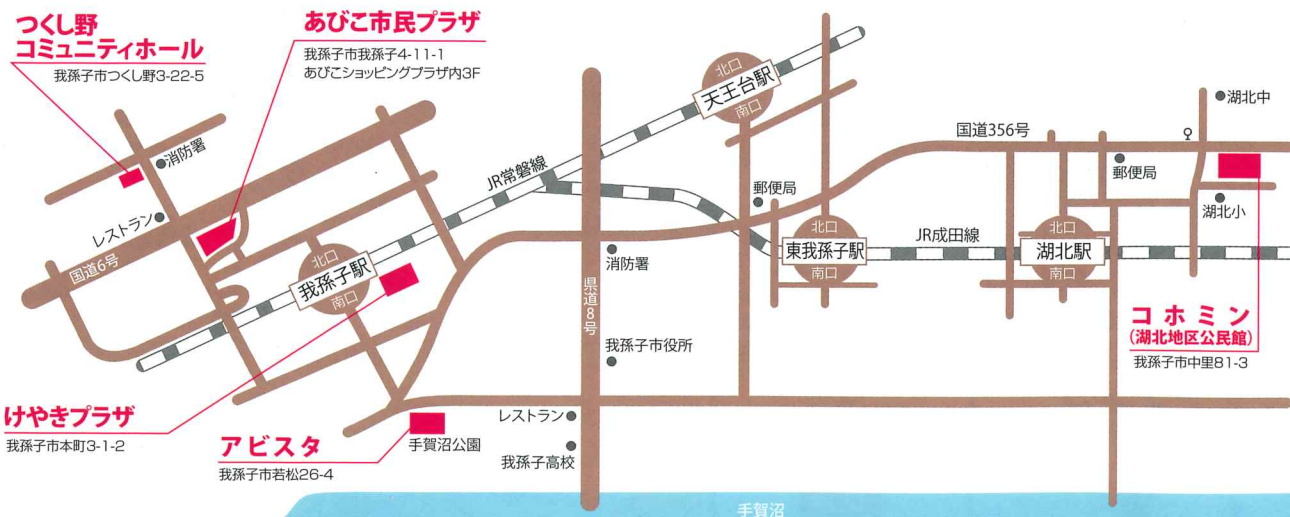 つくし野
コミュニティホール
我孫子市つくし野3-22-5
あびこ市民プラザ
我孫子市我孫子4-11-1
あびこショッピングプラザ内3F
消防署
レストラン
国道6号
北口
我孫子駅
南口
JR常磐線
北口
天王台駅
南口
国道356号
湖北中
郵便局
郵便局
湖北小
消防署
県道8号
北口
東我孫子駅
南口
JR成田線
北口
湖北駅
南口
コホミン
(湖北地区公民館)
我孫子市中里81-3
我孫子市役所
けやきプラザ
我孫子市本町3-1-2
アビスタ
我孫子市若松26-4
手賀沼公園
レストラン
我孫子高校
手賀沼